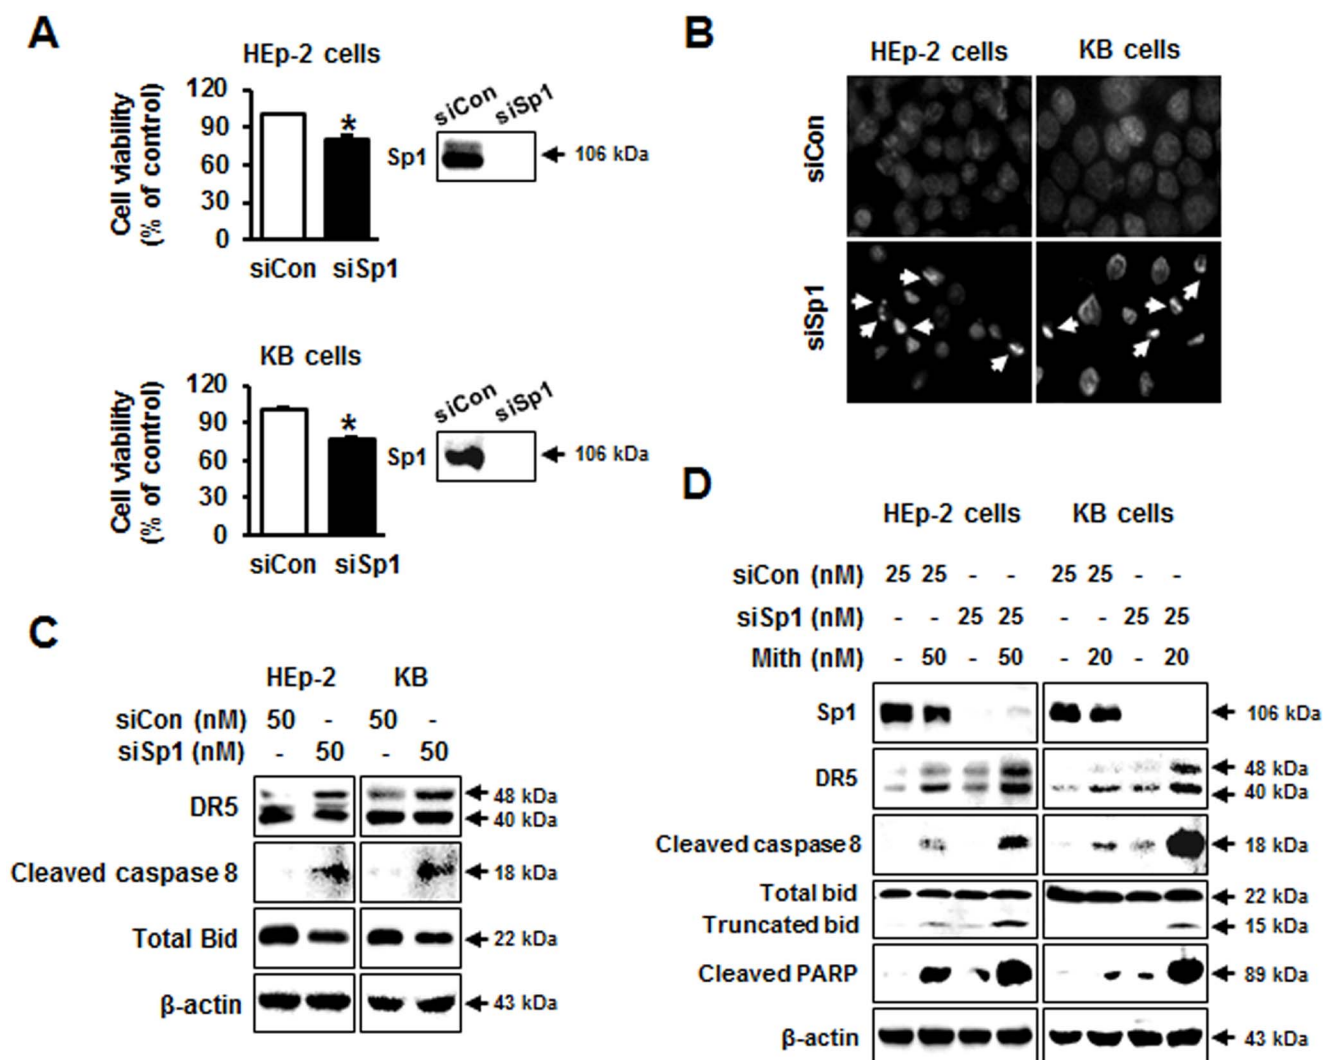 A
HEp-2 cells
Cell viability
(% of control)
120
90
60
30
0
*
siCon siSp1
siCon siSp1
Sp1
106 kDa
KB cells
Cell viability
(% of control)
120
90
60
30
0
*
siCon siSp1
siCon siSp1
Sp1
106 kDa
B
HEp-2 cells KB cells
siCon
siSp1
C
HEp-2 KB
siCon (nM) 50 - 50 -
siSp1 (nM) - 50 - 50
DR5
48 kDa
40 kDa
Cleaved caspase 8 18 kDa
Total Bid 22 kDa
β-actin 43 kDa
D
HEp-2 cells KB cells
siCon (nM) 25 25 - - 25 25 - -
siSp1 (nM) - - 25 25 - - 25 25
Mith (nM) - 50 - 50 - 20 - 20
Sp1 106 kDa
DR5
48 kDa
40 kDa
Cleaved caspase 8 18 kDa
Total bid 22 kDa
Truncated bid 15 kDa
Cleaved PARP 89 kDa
β-actin 43 kDa